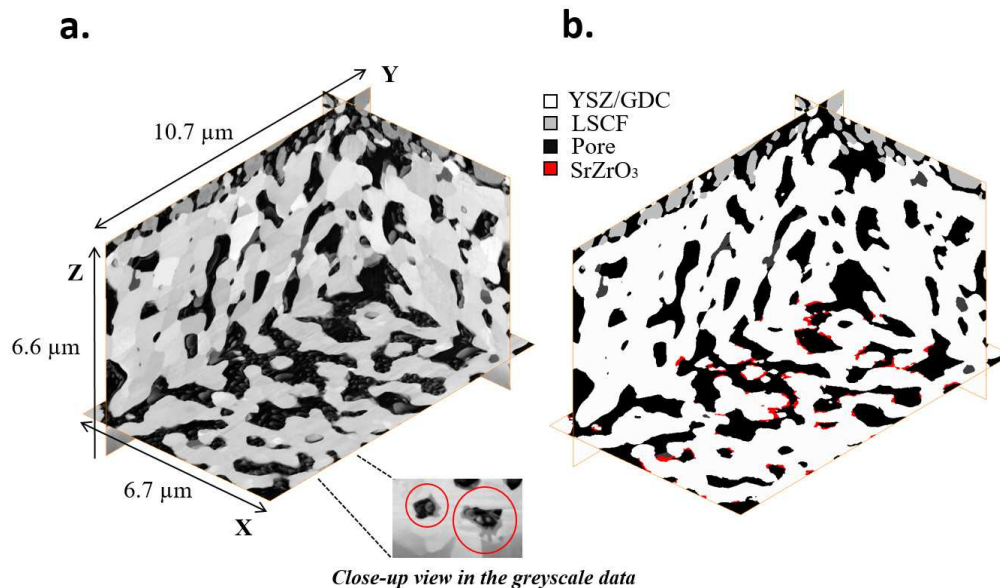 a.
b.
Y
10.7 µm
YSZ/GDC
LSCF
Pore
SrZrO₃
Z
6.6 µm
6.7 µm
X
Close-up view in the greyscale data